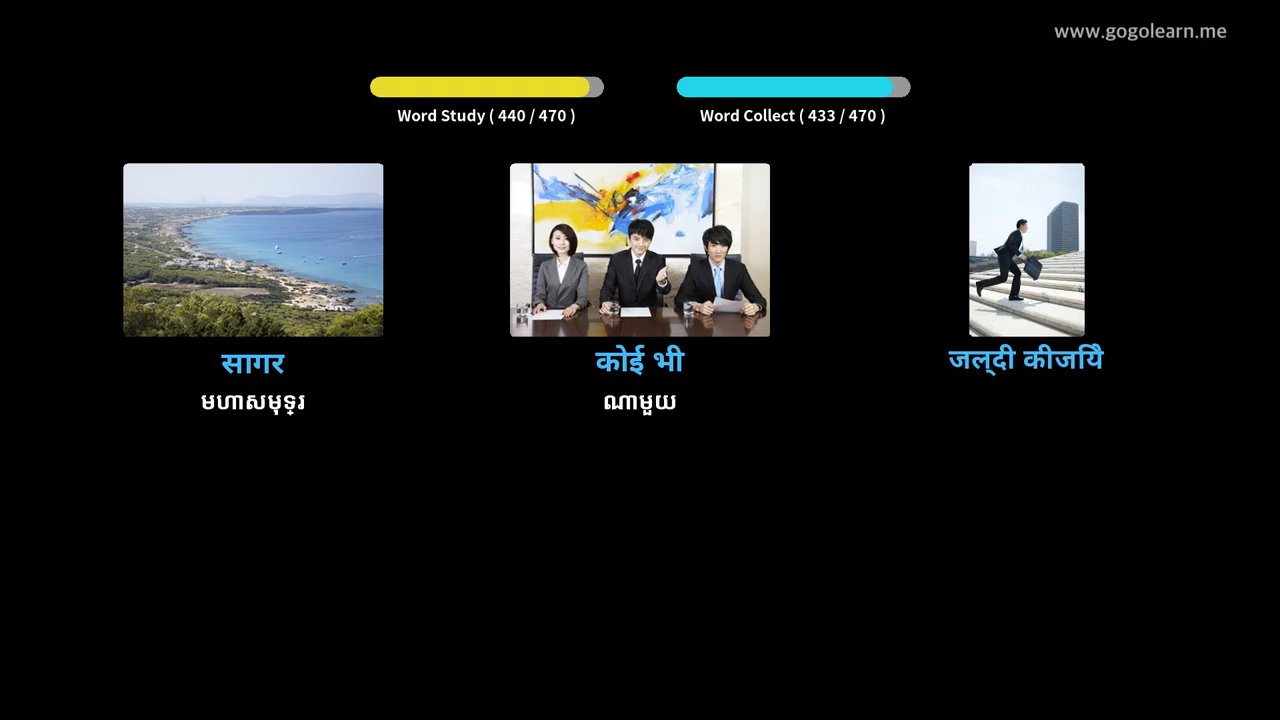 www.gogolearn.me
Word Study ( 440 / 470 )
Word Collect ( 433 / 470 )
सागर
कोई भी
जल्दी कीजयेि
មហាសមុទ្រ
ណាមួយ